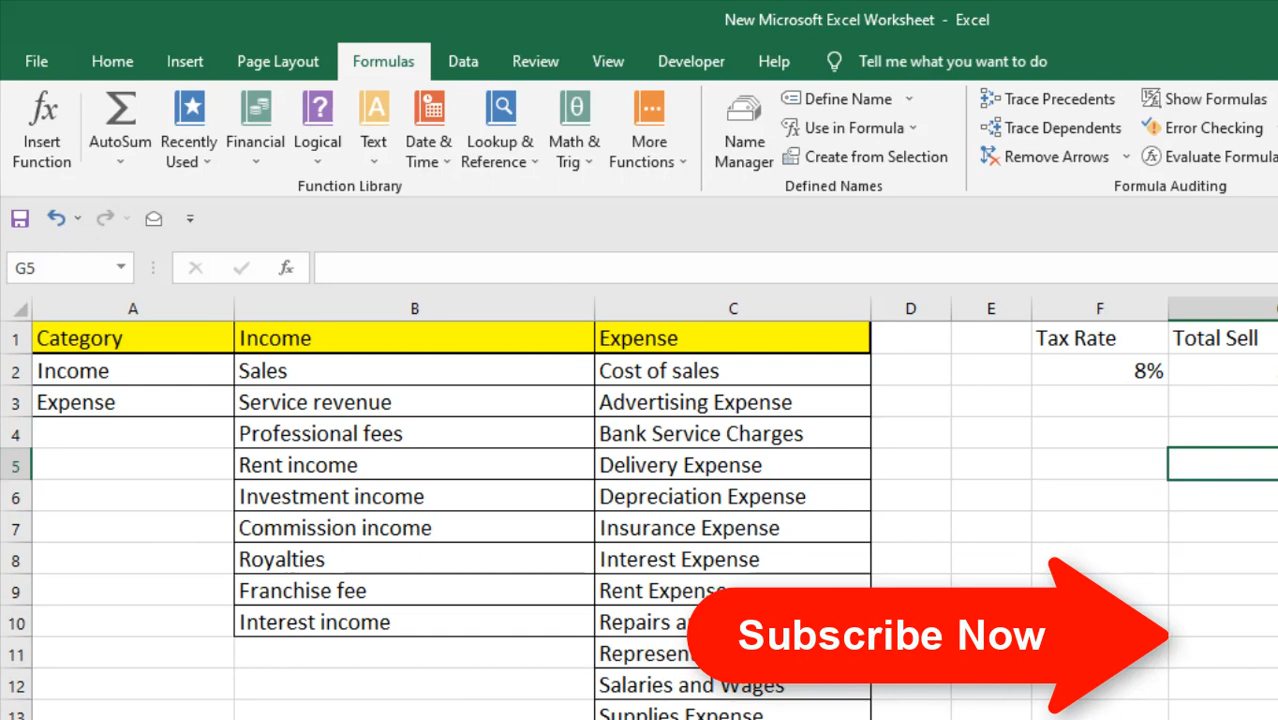 New Microsoft Excel Worksheet - Excel
File Home Insert Page Layout Formulas Data Review View Developer Help Tell me what you want to do
Insert Function
AutoSum
Recently Used
Financial
Logical
Text
Date & Time
Lookup & Reference
Math & Trig
More Functions
Function Library
Name Manager
Define Name
Use in Formula
Create from Selection
Defined Names
Trace Precedents
Trace Dependents
Remove Arrows
Show Formulas
Error Checking
Evaluate Formula
Formula Auditing
G5 fx
A B C D E F
1 Category Income Expense Tax Rate Total Sell
2 Income Sales Cost of sales 8%
3 Expense Service revenue Advertising Expense
4 Professional fees Bank Service Charges
5 Rent income Delivery Expense
6 Investment income Depreciation Expense
7 Commission income Insurance Expense
8 Royalties Interest Expense
9 Franchise fee Rent Expense
10 Interest income Repairs
11
12 Salaries and Wages
13 Supplies Expense
Subscribe Now